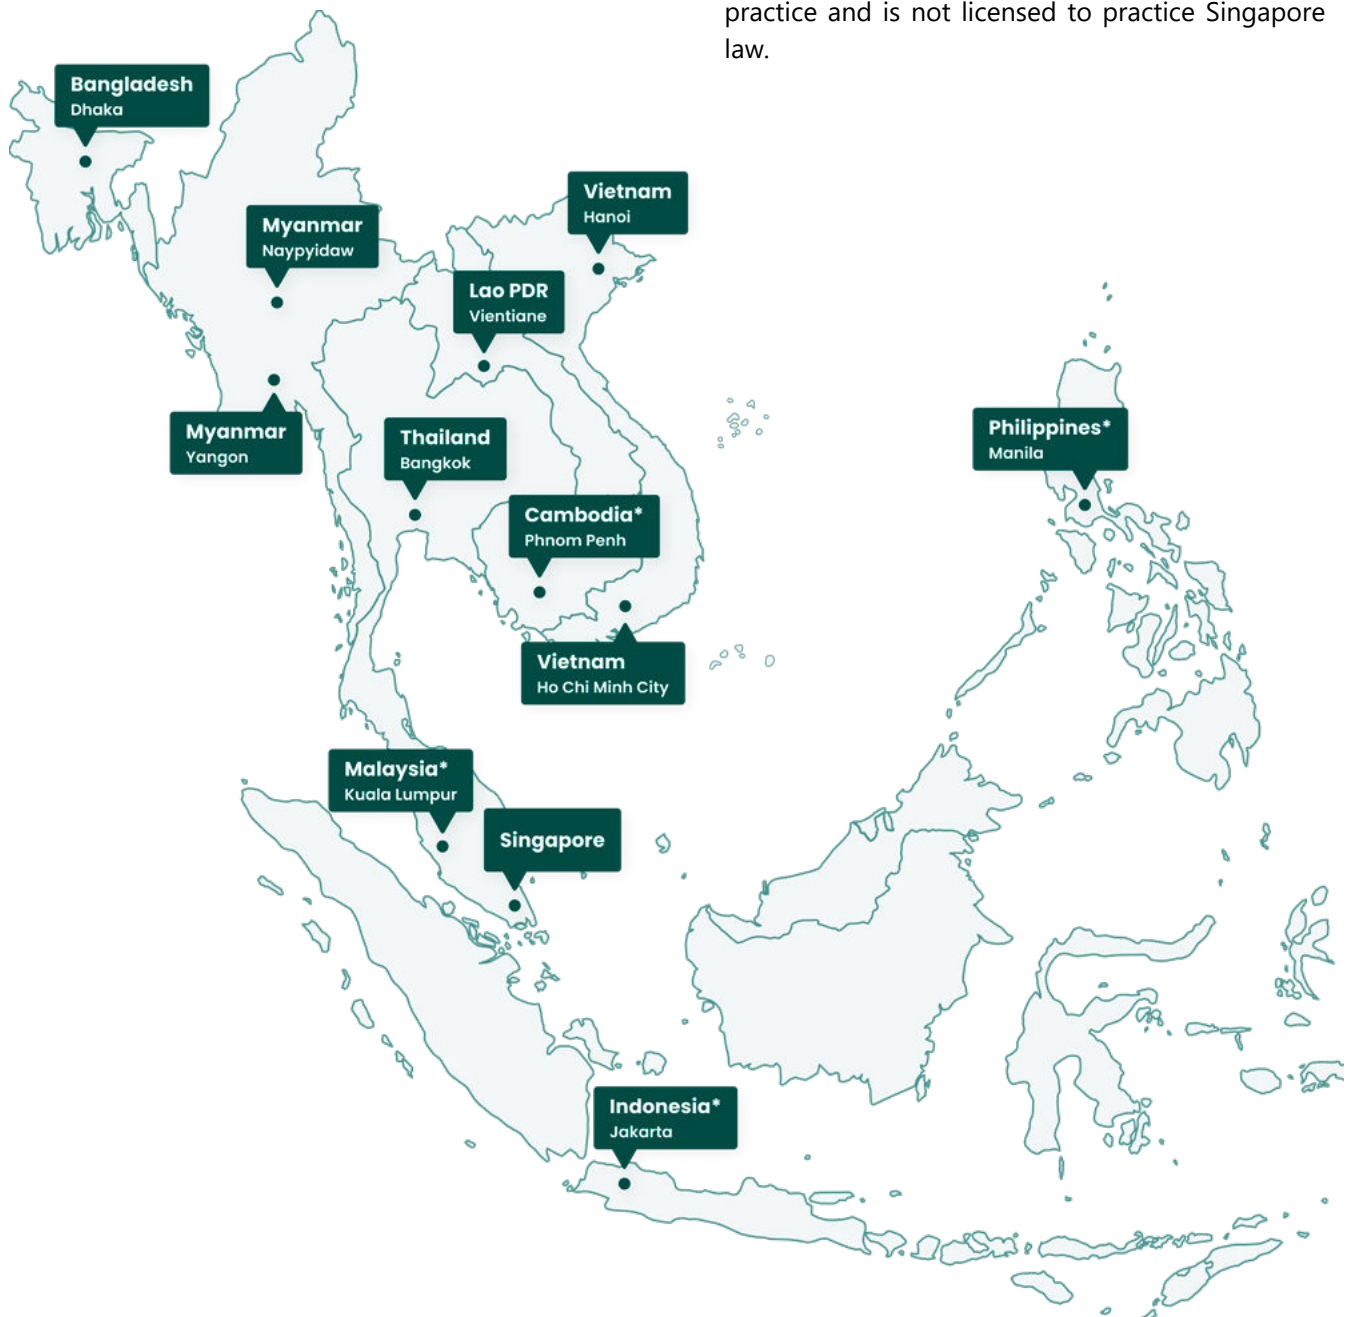 practice and is not licensed to practice Singapore
law.
Bangladesh
Dhaka
Vietnam
Hanoi
Myanmar
Naypyidaw
Lao PDR
Vientiane
Myanmar
Yangon
Thailand
Bangkok
Philippines*
Manila
Cambodia*
Phnom Penh
Vietnam
Ho Chi Minh City
Malaysia*
Kuala Lumpur
Singapore
Indonesia*
Jakarta